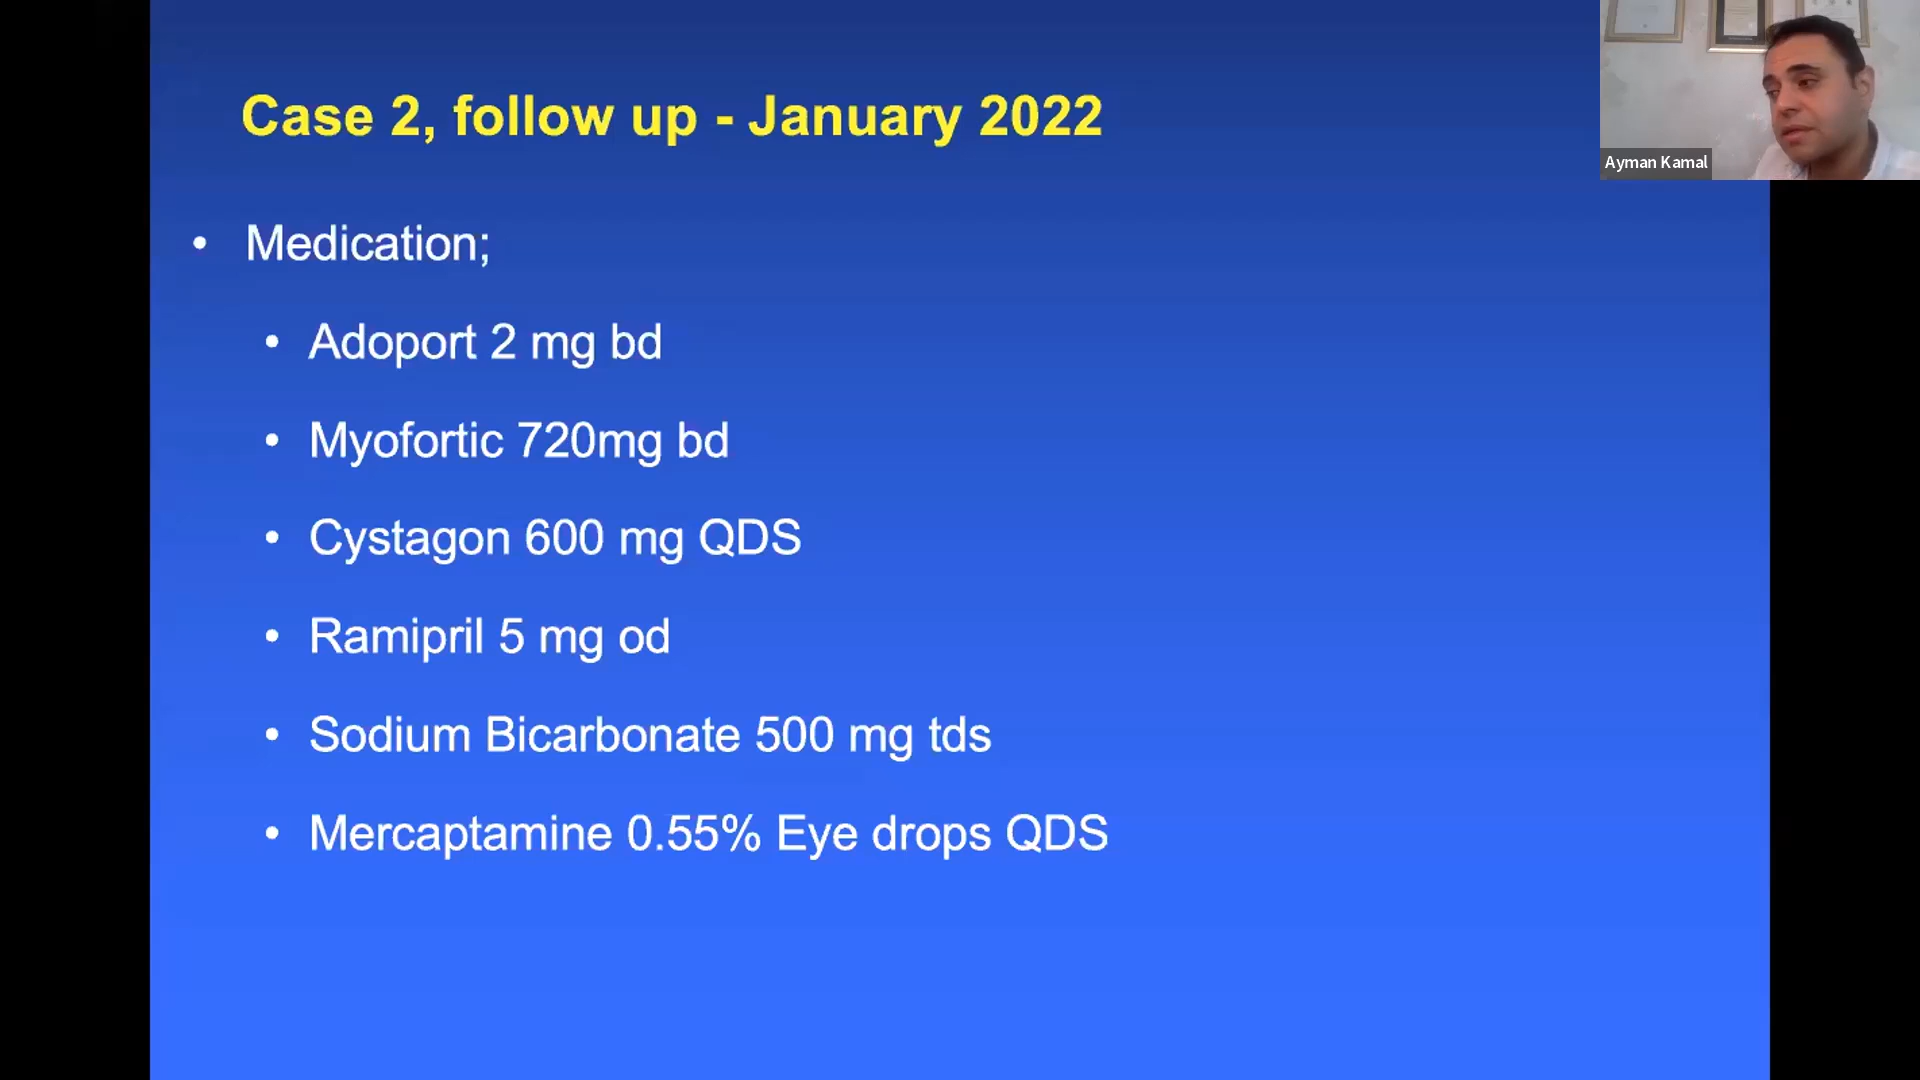 Case 2, follow up - January 2022
Ayman Kamal
• Medication;
• Adoport 2 mg bd
• Myofortic 720mg bd
• Cystagon 600 mg QDS
• Ramipril 5 mg od
• Sodium Bicarbonate 500 mg tds
• Mercaptamine 0.55% Eye drops QDS